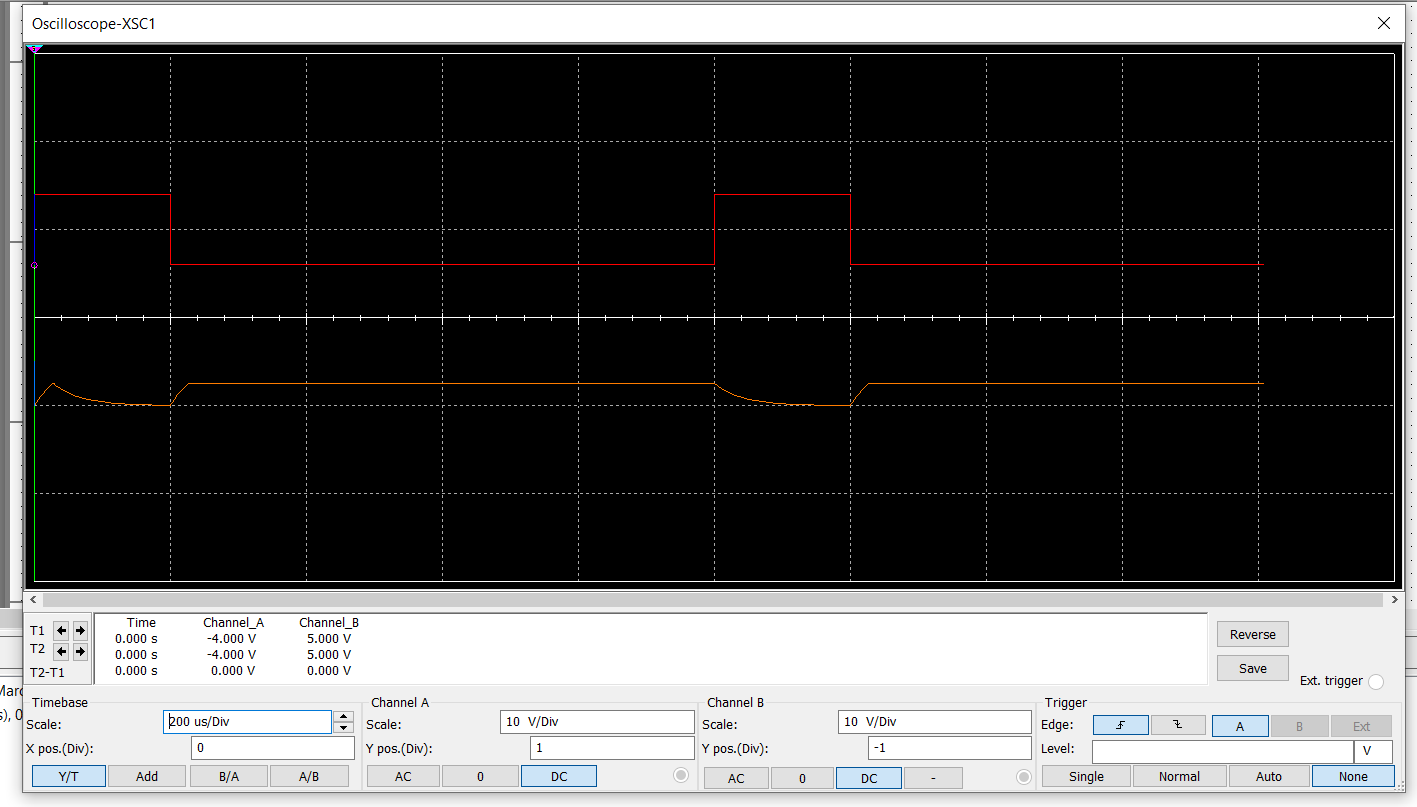 Oscilloscope-XSC1
Time Channel_A Channel_B
T1 0.000 s -4.000 V 5.000 V
T2 0.000 s -4.000 V 5.000 V
T2-T1 0.000 s 0.000 V 0.000 V
Reverse
Save
Ext. trigger
Timebase
Scale: 200 us/Div
X pos.(Div): 0
Y/T Add B/A A/B
Channel A
Scale: 10 V/Div
Y pos.(Div): 1
AC 0 DC
Channel B
Scale: 10 V/Div
Y pos.(Div): -1
AC 0 DC -
Trigger
Edge: A B Ext
Level: V
Single Normal Auto None